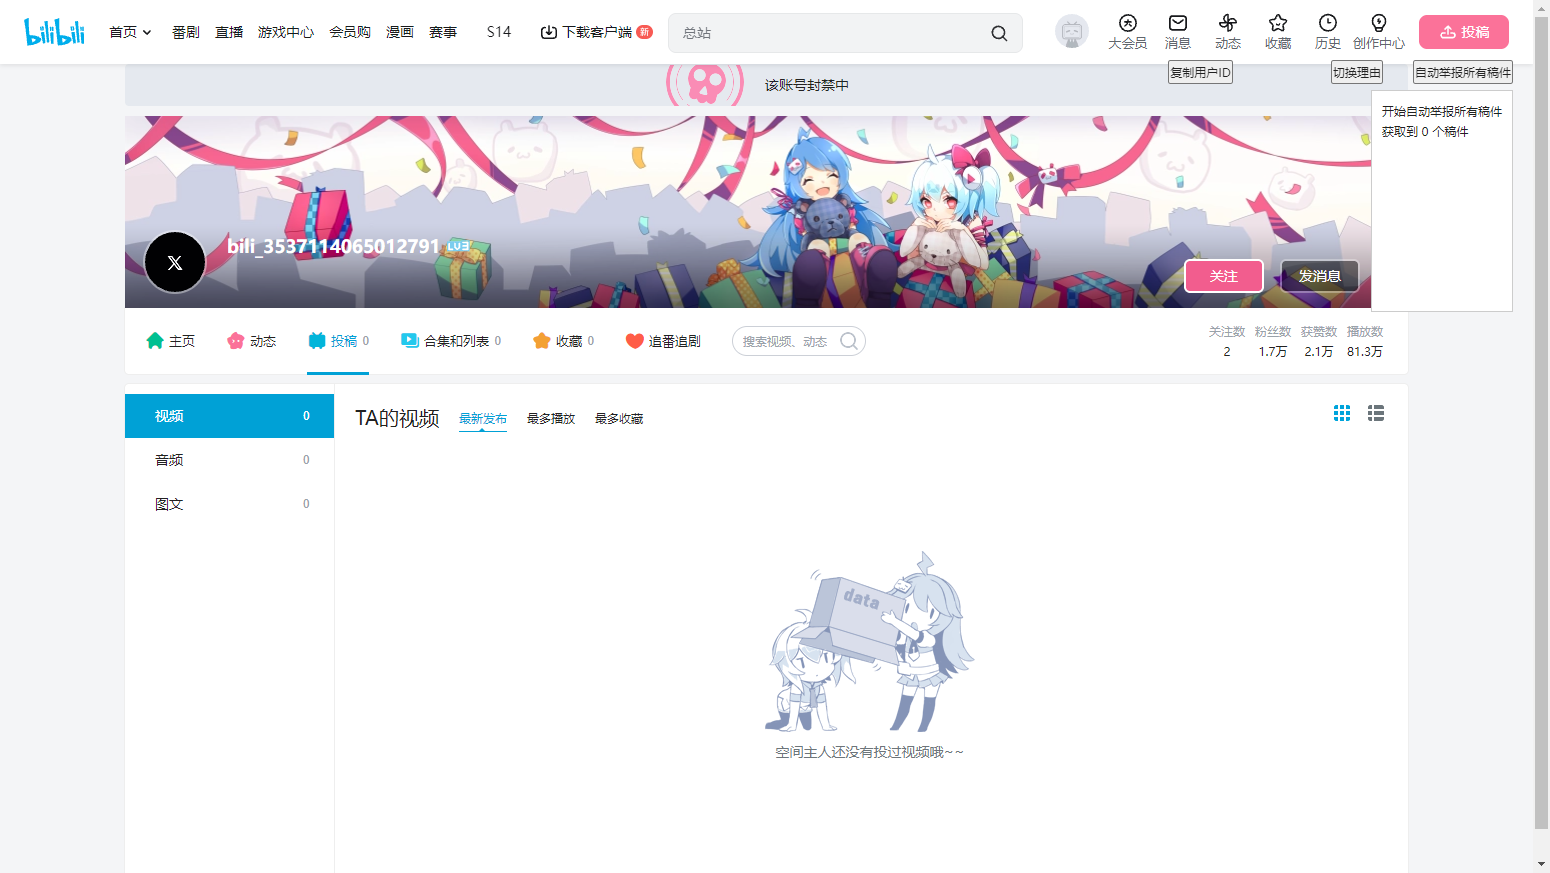 bilibili
首页
番剧
直播
游戏中心
会员购
漫画
赛事
S14
下载客户端 新
总站
大会员
消息
动态
收藏
历史
创作中心
投稿
复制用户ID
切换理由
自动举报所有稿件
该账号封禁中
开始自动举报所有稿件
获取到 0 个稿件
X
bili_3537114065012791 LV3
关注
发消息
主页
动态
投稿 0
合集和列表 0
收藏 0
追番追剧
搜索视频、动态
关注数 粉丝数 获赞数 播放数
2 1.7万 2.1万 81.3万
视频 0
音频 0
图文 0
TA的视频
最新发布
最多播放
最多收藏
data
空间主人还没有投过视频哦~~